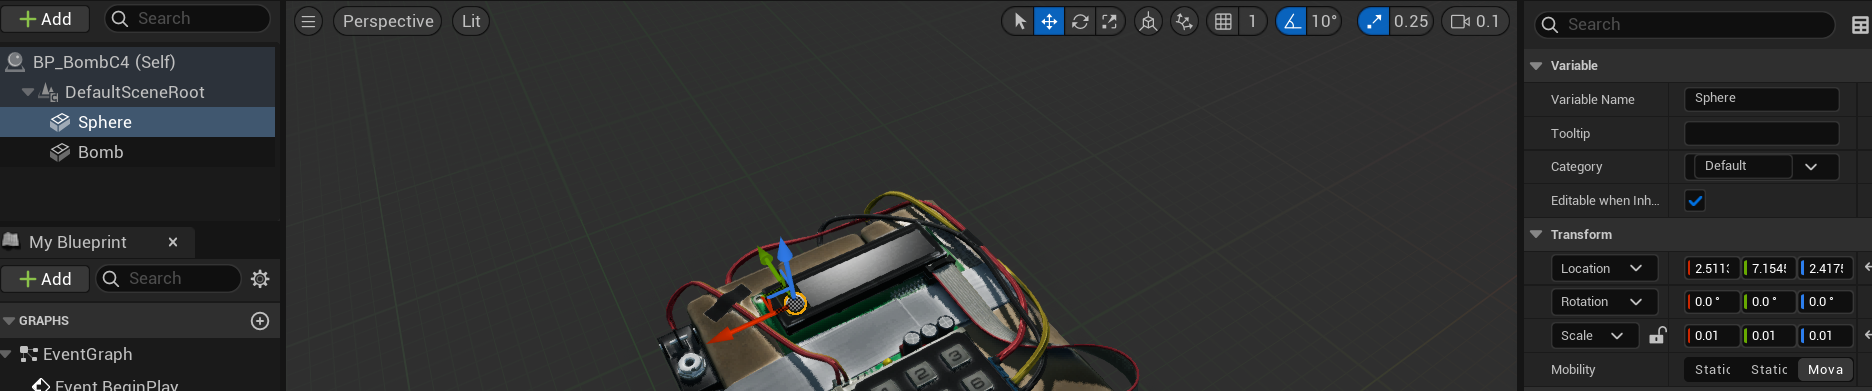 Add
Search
BP_BombC4 (Self)
DefaultSceneRoot
Sphere
Bomb
My Blueprint
Add
Search
GRAPHS
EventGraph
Event BeginPlay
Perspective
Lit
1
10°
0.25
0.1
3
2
Search
Variable
Variable Name
Sphere
Tooltip
Category
Default
Editable when Inh...
Transform
Location
2.511
7.154
2.417
Rotation
0.0 °
0.0 °
0.0 °
Scale
0.01
0.01
0.01
Mobility
Static
Static
Mova